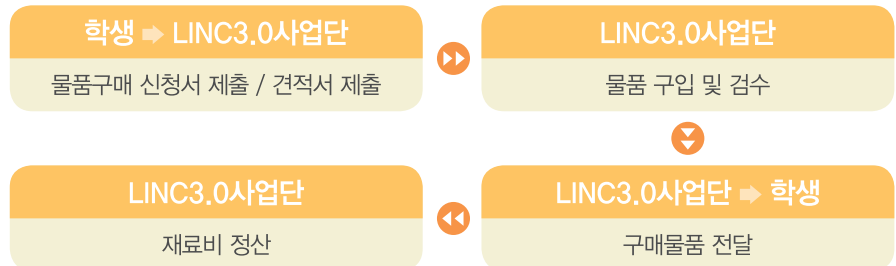 학생 ➡ LINC3.0사업단
물품구매 신청서 제출 / 견적서 제출
LINC3.0사업단
물품 구입 및 검수
LINC3.0사업단 ➡ 학생
구매물품 전달
LINC3.0사업단
재료비 정산